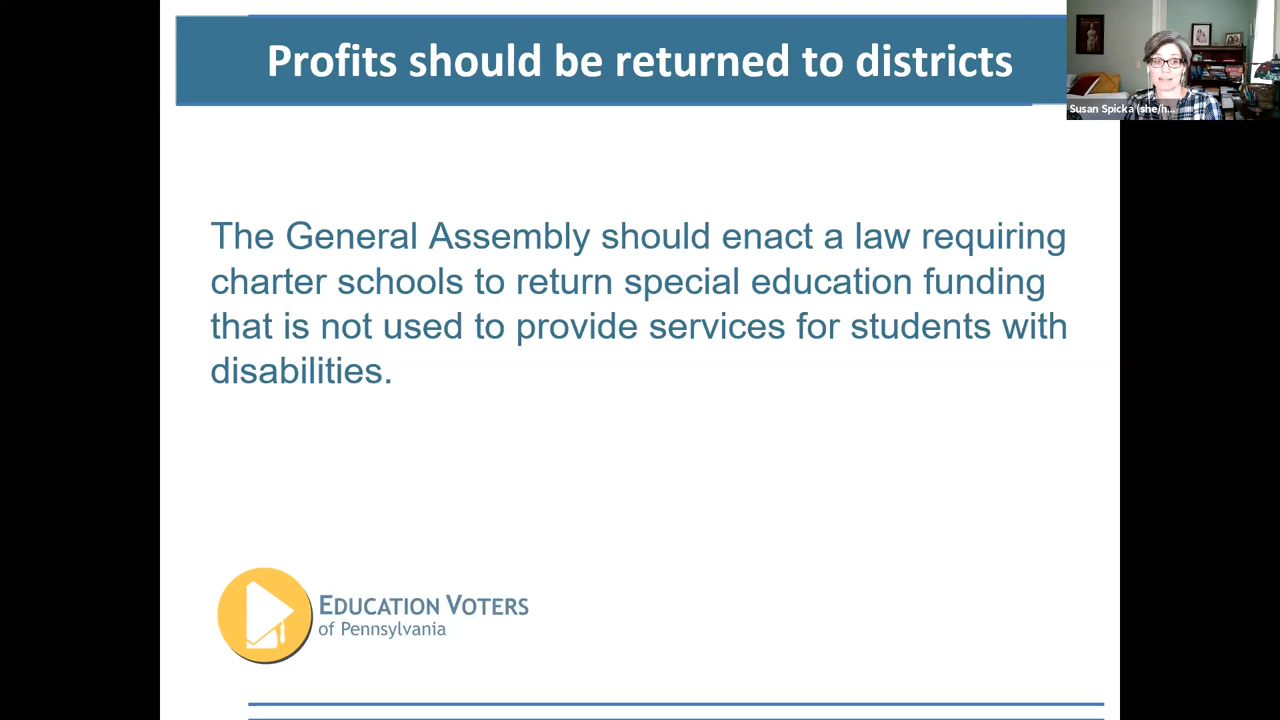 Profits should be returned to districts
Susan Spicka (she/h...
The General Assembly should enact a law requiring
charter schools to return special education funding
that is not used to provide services for students with
disabilities.
EDUCATION VOTERS
of Pennsylvania